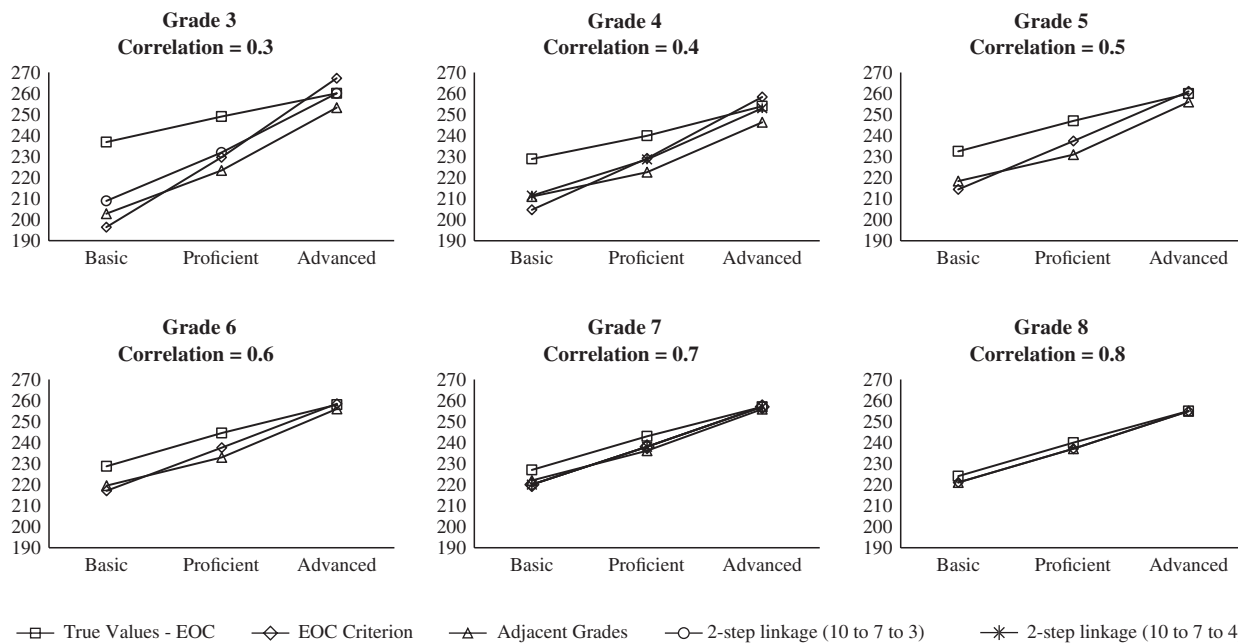 Grade 3
Correlation = 0.3
270
260
250
240
230
220
210
200
190
Basic Proficient Advanced
Grade 4
Correlation = 0.4
270
260
250
240
230
220
210
200
190
Basic Proficient Advanced
Grade 5
Correlation = 0.5
270
260
250
240
230
220
210
200
190
Basic Proficient Advanced
Grade 6
Correlation = 0.6
270
260
250
240
230
220
210
200
190
Basic Proficient Advanced
Grade 7
Correlation = 0.7
270
260
250
240
230
220
210
200
190
Basic Proficient Advanced
Grade 8
Correlation = 0.8
270
260
250
240
230
220
210
200
190
Basic Proficient Advanced
True Values - EOC EOC Criterion Adjacent Grades 2-step linkage (10 to 7 to 3) 2-step linkage (10 to 7 to 4